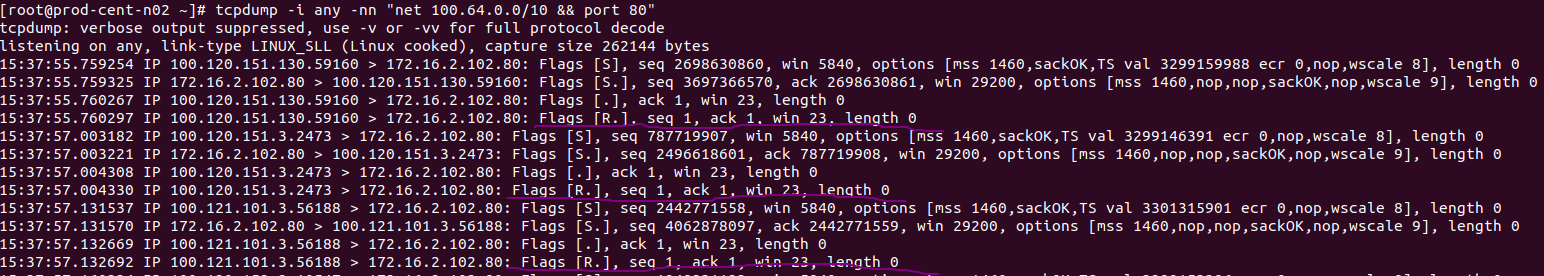 [root@prod-cent-n02 ~]# tcpdump -i any -nn "net 100.64.0.0/10 && port 80"
tcpdump: verbose output suppressed, use -v or -vv for full protocol decode
listening on any, link-type LINUX_SLL (Linux cooked), capture size 262144 bytes
15:37:55.759254 IP 100.120.151.130.59160 > 172.16.2.102.80: Flags [S], seq 2698630860, win 5840, options [mss 1460,sackOK,TS val 3299159988 ecr 0,nop,wscale 8], length 0
15:37:55.759325 IP 172.16.2.102.80 > 100.120.151.130.59160: Flags [S.], seq 3697366570, ack 2698630861, win 29200, options [mss 1460,nop,nop,sackOK,nop,wscale 9], length 0
15:37:55.760267 IP 100.120.151.130.59160 > 172.16.2.102.80: Flags [.], ack 1, win 23, length 0
15:37:55.760297 IP 100.120.151.130.59160 > 172.16.2.102.80: Flags [R.], seq 1, ack 1, win 23, length 0
15:37:57.003182 IP 100.120.151.3.2473 > 172.16.2.102.80: Flags [S], seq 787719907, win 5840, options [mss 1460,sackOK,TS val 3299146391 ecr 0,nop,wscale 8], length 0
15:37:57.003221 IP 172.16.2.102.80 > 100.120.151.3.2473: Flags [S.], seq 2496618601, ack 787719908, win 29200, options [mss 1460,nop,nop,sackOK,nop,wscale 9], length 0
15:37:57.004308 IP 100.120.151.3.2473 > 172.16.2.102.80: Flags [.], ack 1, win 23, length 0
15:37:57.004330 IP 100.120.151.3.2473 > 172.16.2.102.80: Flags [R.], seq 1, ack 1, win 23, length 0
15:37:57.131537 IP 100.121.101.3.56188 > 172.16.2.102.80: Flags [S], seq 2442771558, win 5840, options [mss 1460,sackOK,TS val 3301315901 ecr 0,nop,wscale 8], length 0
15:37:57.131570 IP 172.16.2.102.80 > 100.121.101.3.56188: Flags [S.], seq 4062878097, ack 2442771559, win 29200, options [mss 1460,nop,nop,sackOK,nop,wscale 9], length 0
15:37:57.132669 IP 100.121.101.3.56188 > 172.16.2.102.80: Flags [.], ack 1, win 23, length 0
15:37:57.132692 IP 100.121.101.3.56188 > 172.16.2.102.80: Flags [R.], seq 1, ack 1, win 23, length 0